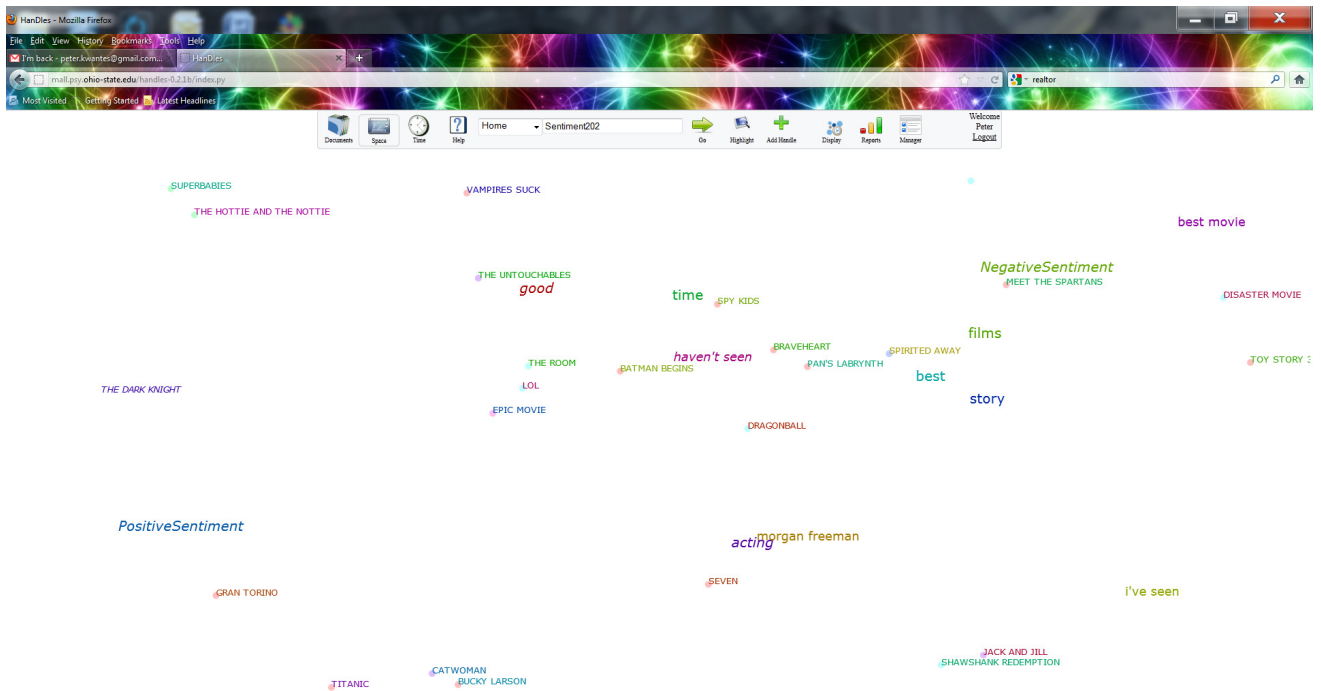 HanDles - Mozilla Firefox
File Edit View History Bookmarks Tools Help
I'm back - peter.kwantes@gmail.com... HanDles
mall.psy.ohio-state.edu/handles-0.2.1b/index.py realtor
Most Visited Getting Started Latest Headlines
Documents Space Time Help Home Sentiment202 Go Highlight Add Handle Display Reports Manager
Welcome
Peter
Logout
SUPERBABIES
VAMPIRES SUCK
THE HOTTIE AND THE NOTTIE
best movie
NegativeSentiment
THE UNTOUCHABLES
MEET THE SPARTANS
good
time
SPY KIDS
DISASTER MOVIE
films
BRAVEHEART
SPIRITED AWAY
haven't seen
THE ROOM
PAN'S LABRYNTH
TOY STORY 3
BATMAN BEGINS
best
LOL
THE DARK KNIGHT
story
EPIC MOVIE
DRAGONBALL
PositiveSentiment
morgan freeman
acting
SEVEN
GRAN TORINO
i've seen
JACK AND JILL
SHAWSHANK REDEMPTION
CATWOMAN
BUCKY LARSON
TITANIC